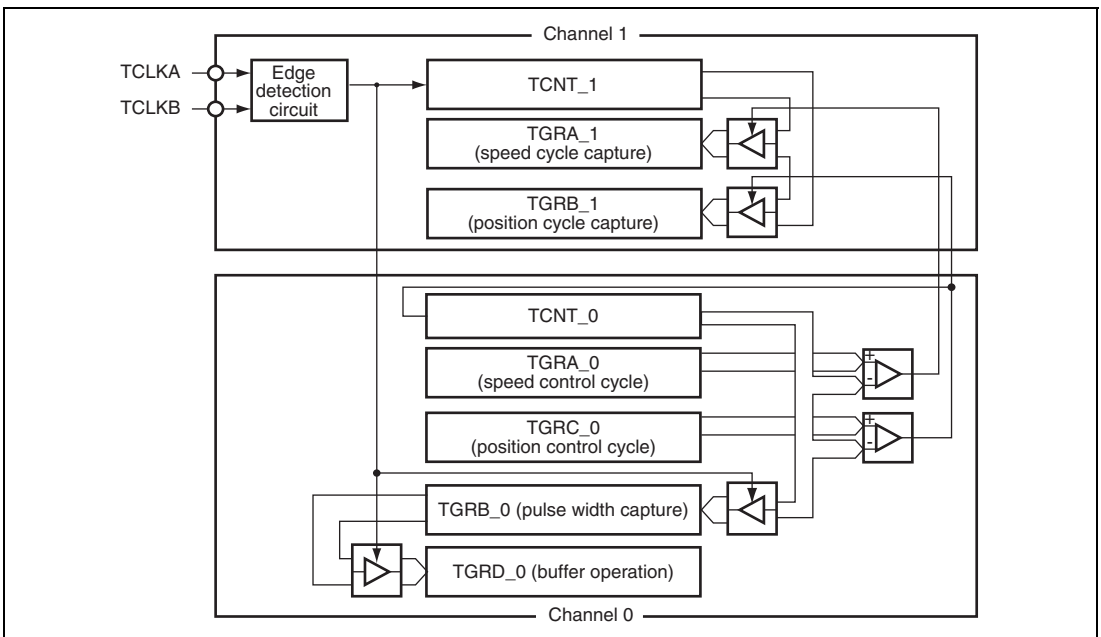 Channel 1
TCLKA
TCLKB
Edge
detection
circuit
TCNT_1
TGRA_1
(speed cycle capture)
TGRB_1
(position cycle capture)
TCNT_0
TGRA_0
(speed control cycle)
+
-
TGRC_0
(position control cycle)
+
-
TGRB_0 (pulse width capture)
TGRD_0 (buffer operation)
Channel 0